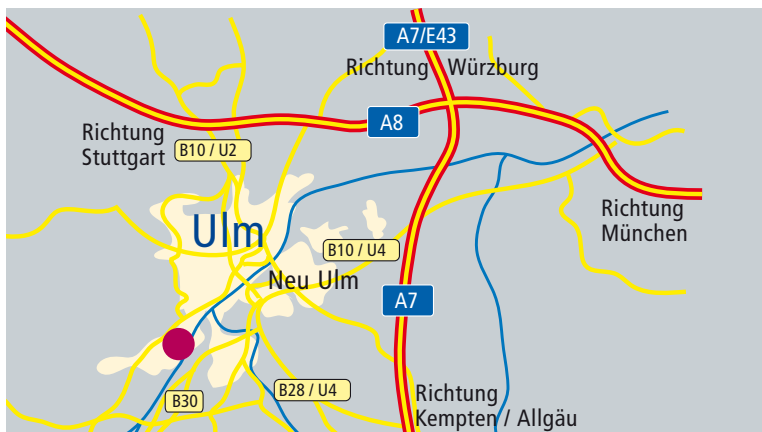 A7/E43
Richtung Würzburg
A8
Richtung
Stuttgart
B10 / U2
Richtung
München
Ulm
B10 / U4
Neu Ulm
A7
B30
B28 / U4
Richtung
Kempten / Allgäu